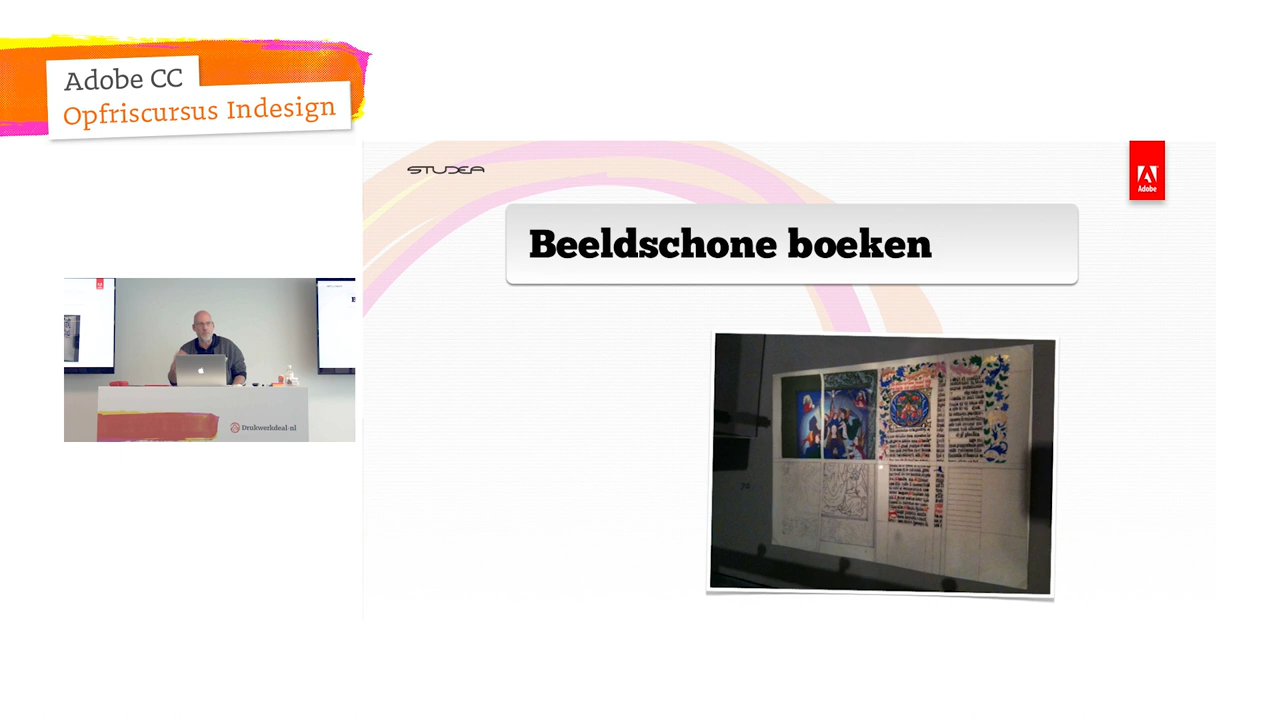 Adobe CC
Opfriscursus Indesign
STUDEA
Adobe
Beeldschone boeken
Drukwerkdeal.nl